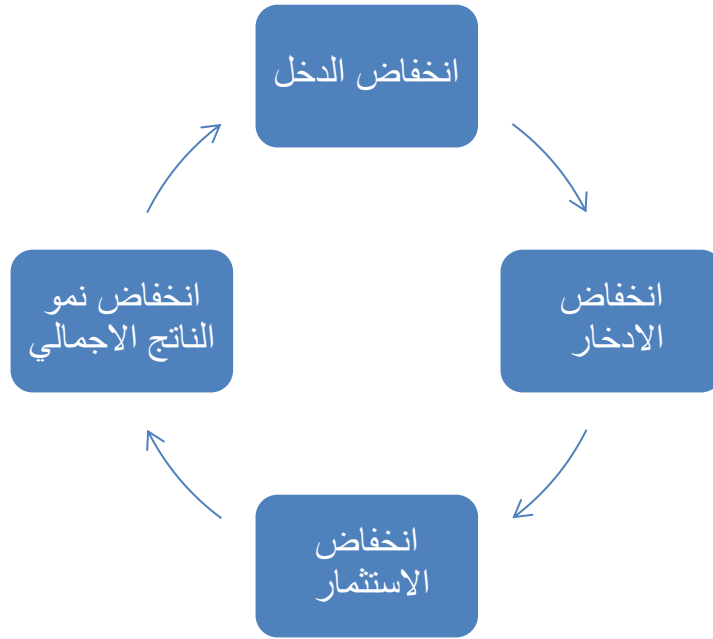 انخفاض الدخل
انخفاض
الادخار
انخفاض
الاستثمار
انخفاض نمو
الناتج الاجمالي